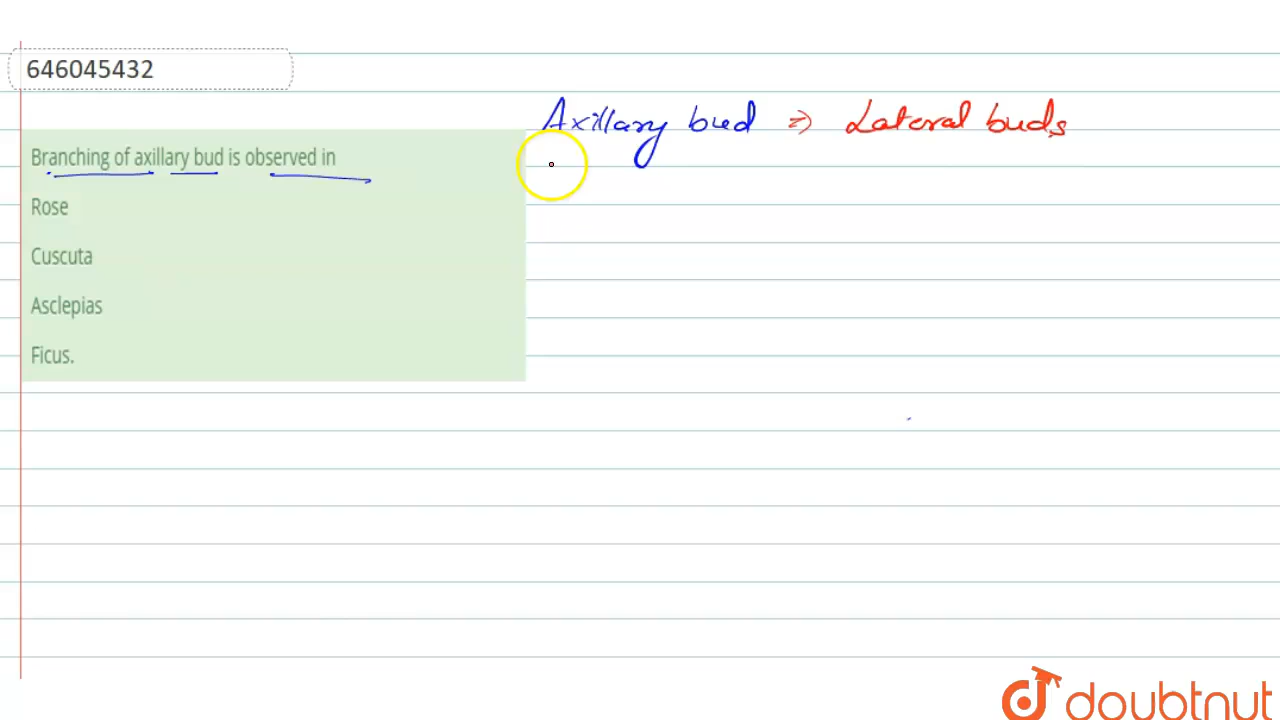 646045432
Axillary bud ⇒ Lateral buds
Branching of axillary bud is observed in
Rose
Cuscuta
Asclepias
Ficus.
doubtnut